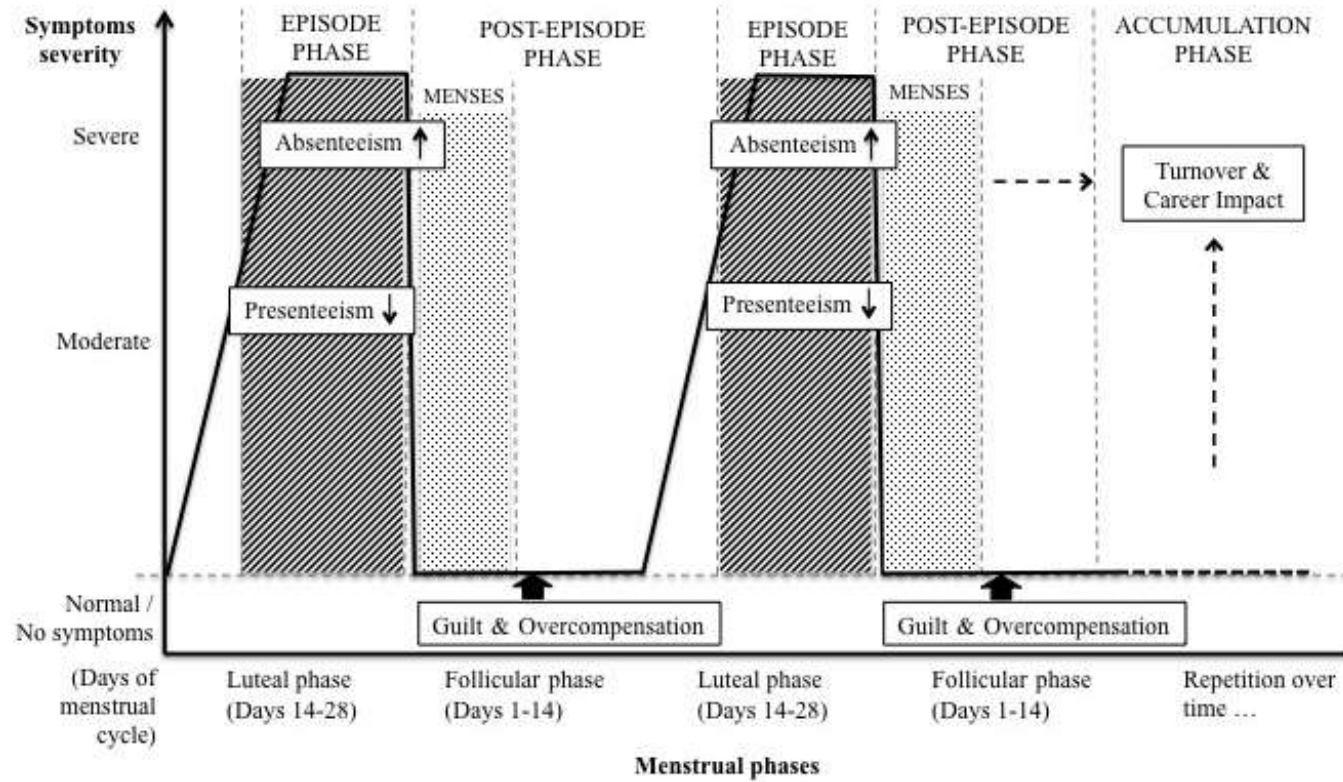 Symptoms
severity
EPISODE
PHASE
POST-EPISODE
PHASE
EPISODE
PHASE
POST-EPISODE
PHASE
ACCUMULATION
PHASE
MENSES
MENSES
Severe
Absenteeism ↑
Absenteeism ↑
Turnover &
Career Impact
Presenteeism ↓
Presenteeism ↓
Moderate
Normal /
No symptoms
Guilt & Overcompensation
Guilt & Overcompensation
(Days of
menstrual
cycle)
Luteal phase
(Days 14-28)
Follicular phase
(Days 1-14)
Luteal phase
(Days 14-28)
Follicular phase
(Days 1-14)
Repetition over
time …
Menstrual phases